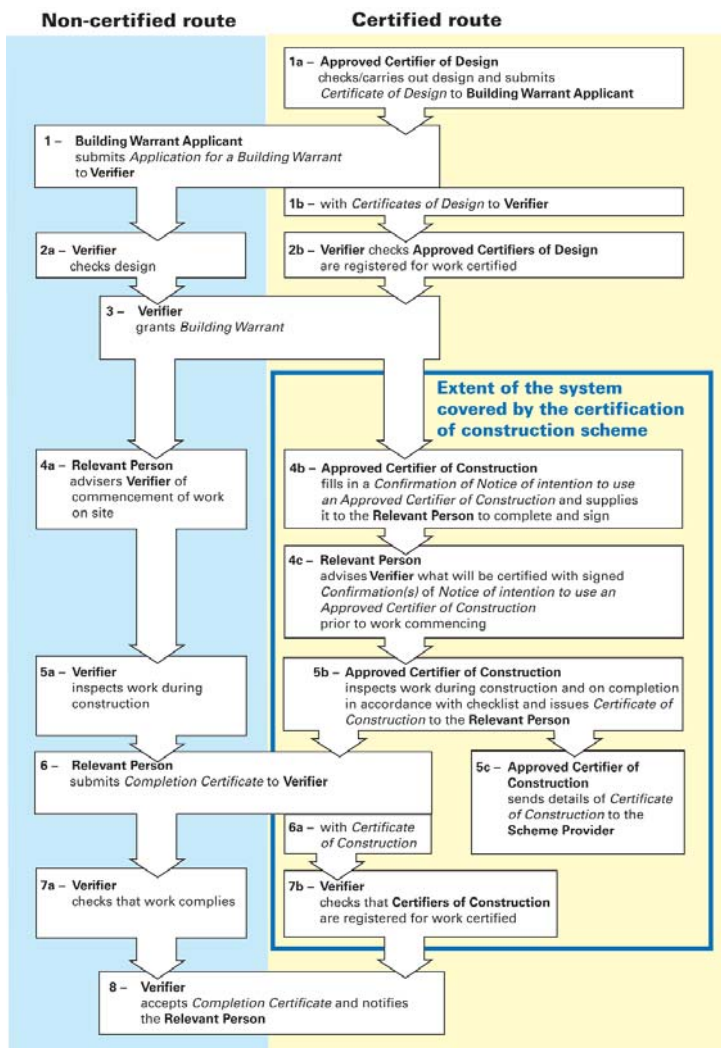 Non-certified route
Certified route
1a – Approved Certifier of Design
checks/carries out design and submits
Certificate of Design to Building Warrant Applicant
1 – Building Warrant Applicant
submits Application for a Building Warrant
to Verifier
1b – with Certificates of Design to Verifier
2a – Verifier
checks design
2b – Verifier checks Approved Certifiers of Design
are registered for work certified
3 – Verifier
grants Building Warrant
Extent of the system
covered by the certification
of construction scheme
4a – Relevant Person
advisers Verifier of
commencement of work
on site
4b – Approved Certifier of Construction
fills in a Confirmation of Notice of intention to use
an Approved Certifier of Construction and supplies
it to the Relevant Person to complete and sign
4c – Relevant Person
advises Verifier what will be certified with signed
Confirmation(s) of Notice of intention to use an
Approved Certifier of Construction
prior to work commencing
5a – Verifier
inspects work during
construction
5b – Approved Certifier of Construction
inspects work during construction and on completion
in accordance with checklist and issues Certificate of
Construction to the Relevant Person
6 – Relevant Person
submits Completion Certificate to Verifier
5c – Approved Certifier of
Construction
sends details of Certificate
of Construction to the
Scheme Provider
6a – with Certificate
of Construction
7a – Verifier
checks that work complies
7b – Verifier
checks that Certifiers of Construction
are registered for work certified
8 – Verifier
accepts Completion Certificate and notifies
the Relevant Person